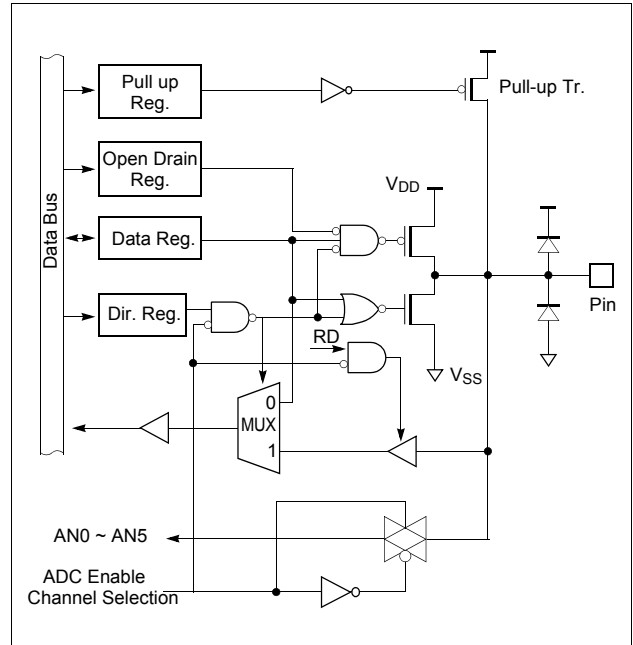 Pull up
Reg.
Pull-up Tr.
Open Drain
Reg.
VDD
Data Bus
Data Reg.
Dir. Reg.
Pin
RD
VSS
0
MUX
1
AN0 ~ AN5
ADC Enable
Channel Selection